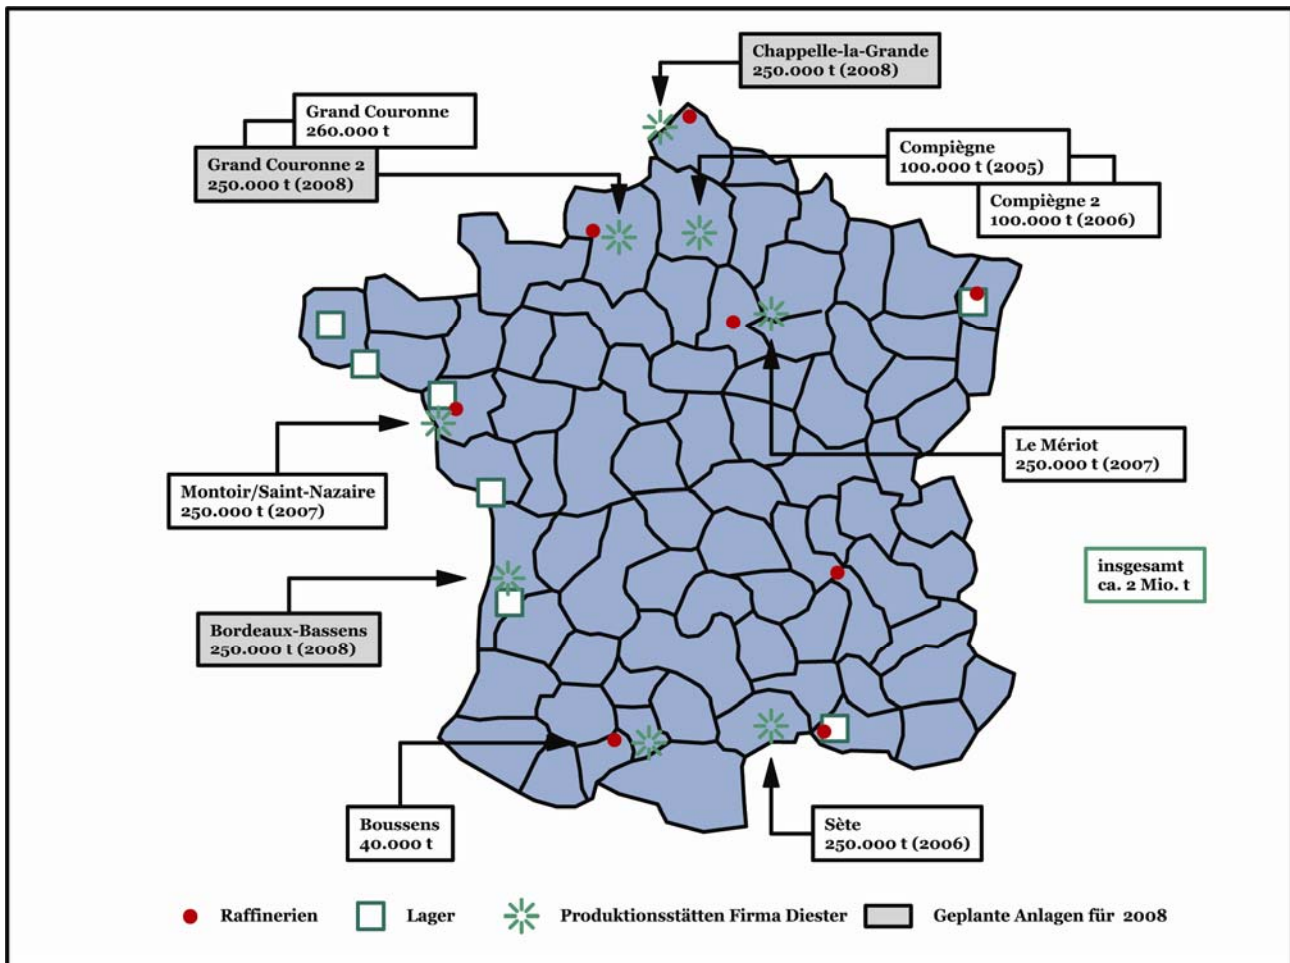 Chappelle-la-Grande
250.000 t (2008)
Grand Couronne
260.000 t
Grand Couronne 2
250.000 t (2008)
Compiègne
100.000 t (2005)
Compiègne 2
100.000 t (2006)
Le Mériot
250.000 t (2007)
Montoir/Saint-Nazaire
250.000 t (2007)
insgesamt
ca. 2 Mio. t
Bordeaux-Bassens
250.000 t (2008)
Boussens
40.000 t
Sète
250.000 t (2006)
Raffinerien
Lager
Produktionsstätten Firma Diester
Geplante Anlagen für 2008